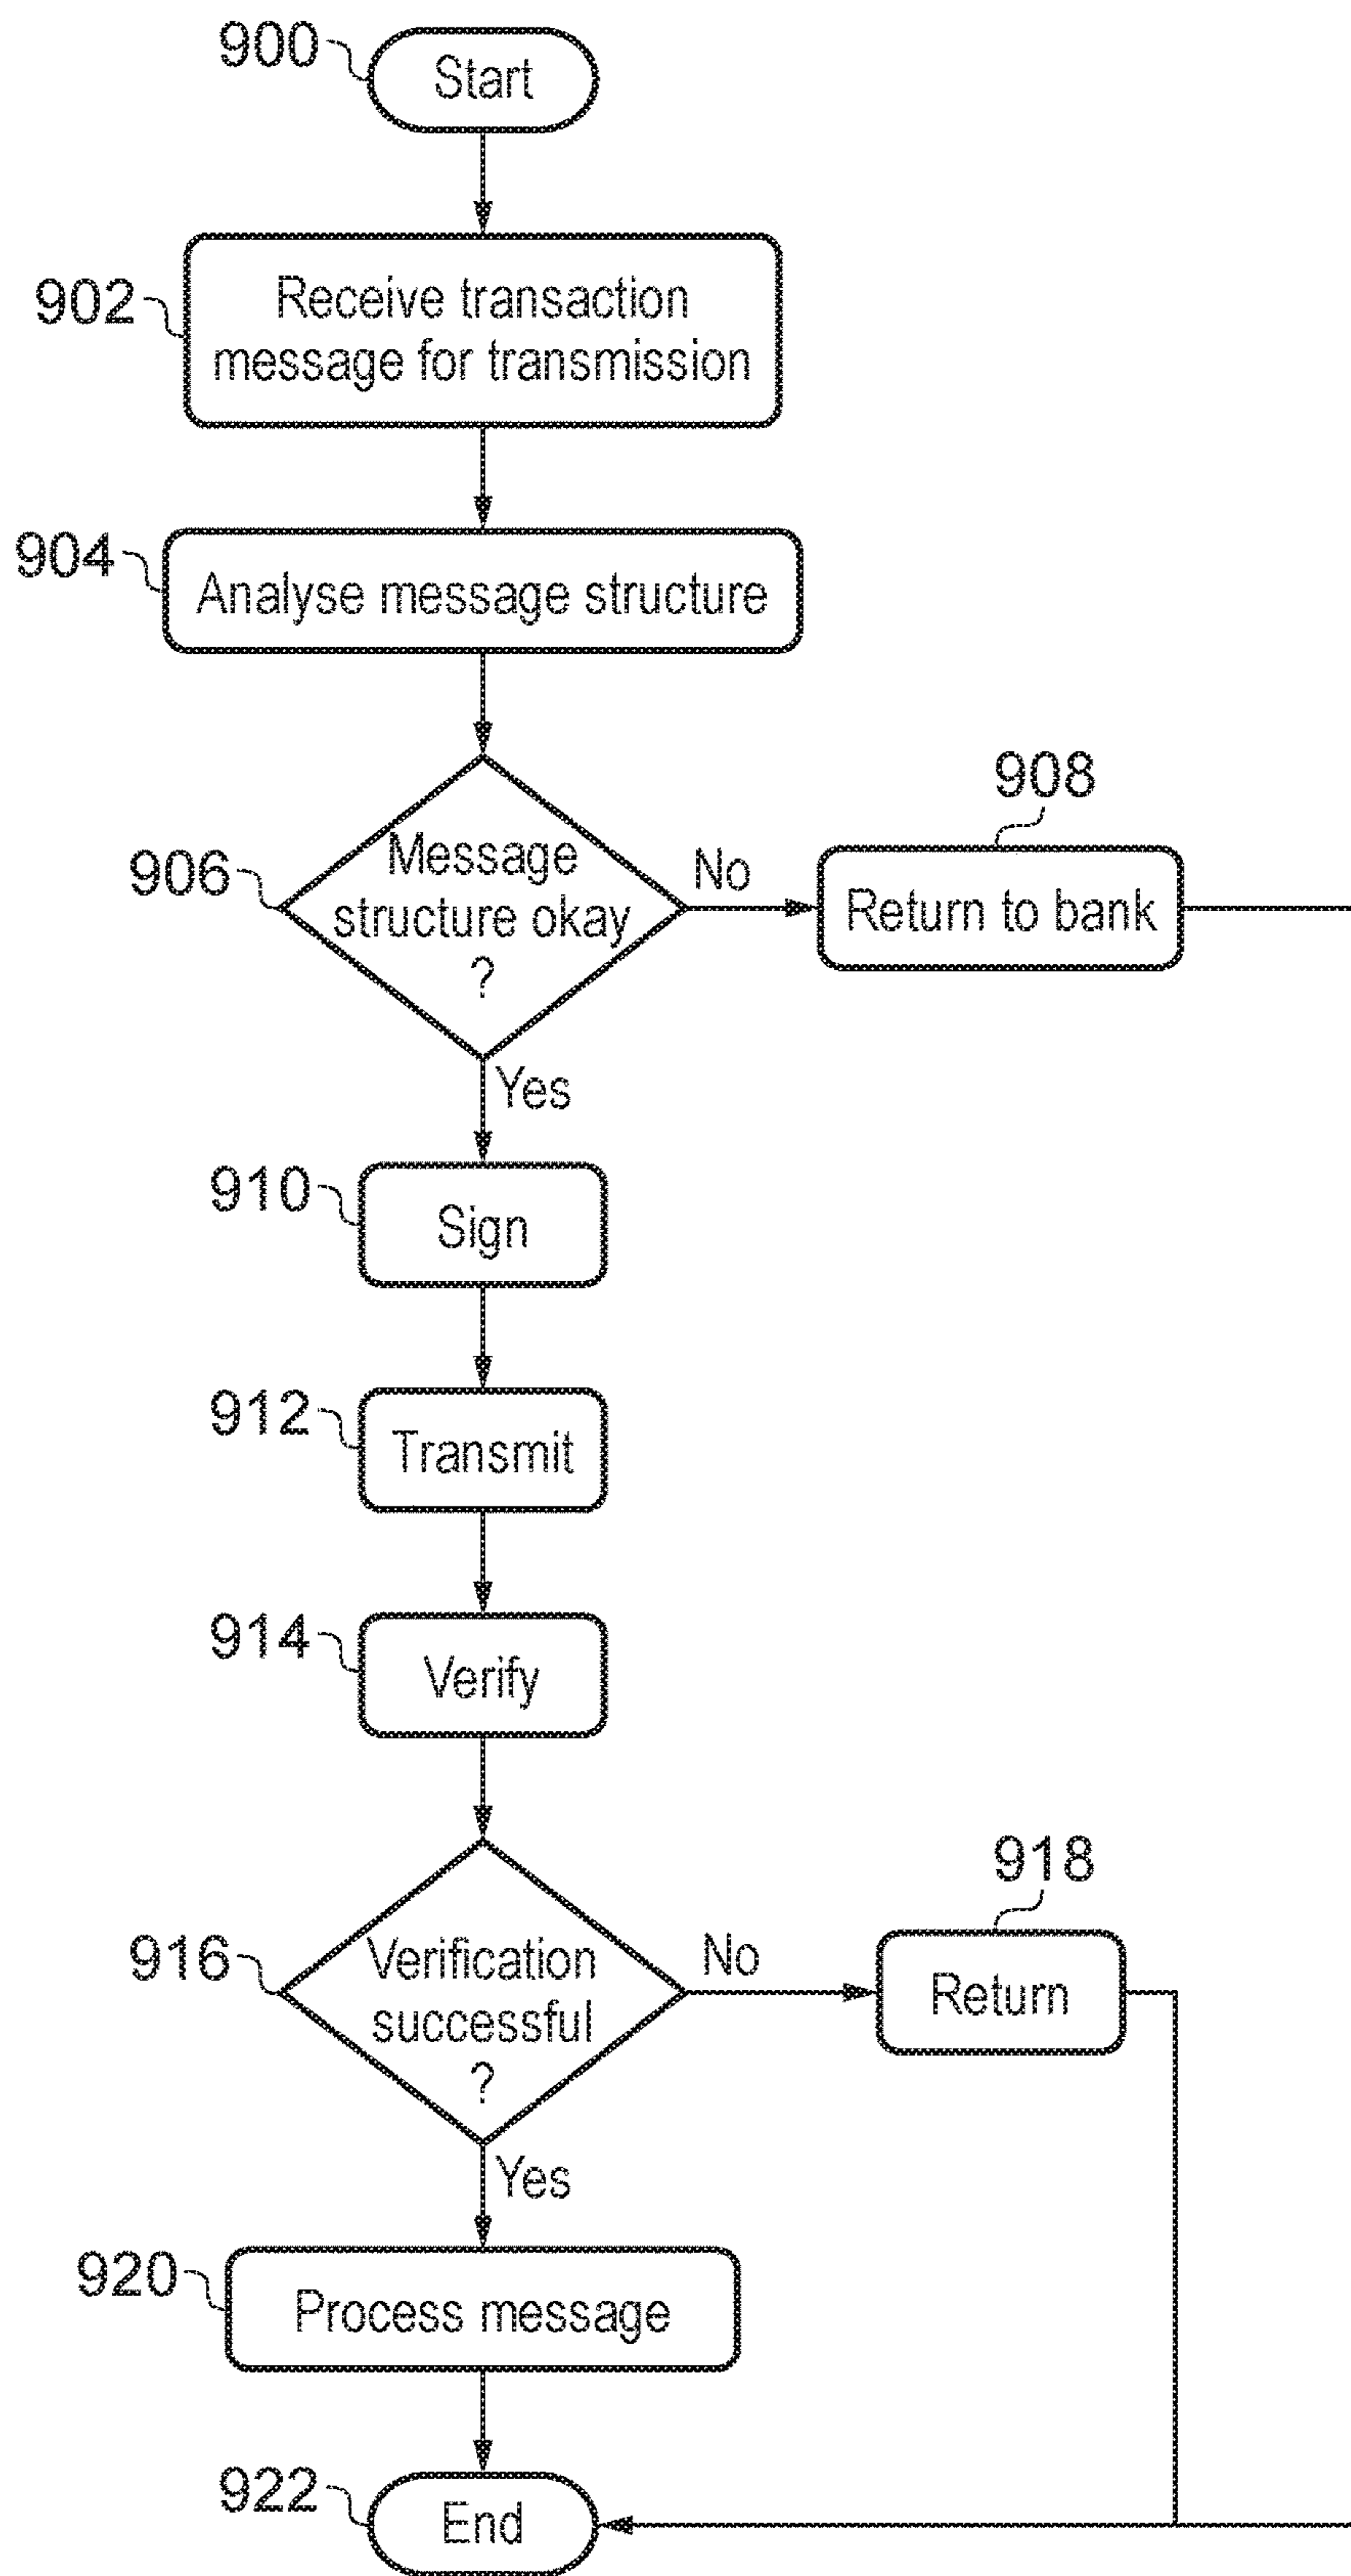 900
Start
902
Receive transaction
message for transmission
904
Analyse message structure
906
Message
structure okay
?
No
908
Return to bank
Yes
910
Sign
912
Transmit
914
Verify
916
Verification
successful
?
No
918
Return
Yes
920
Process message
922
End